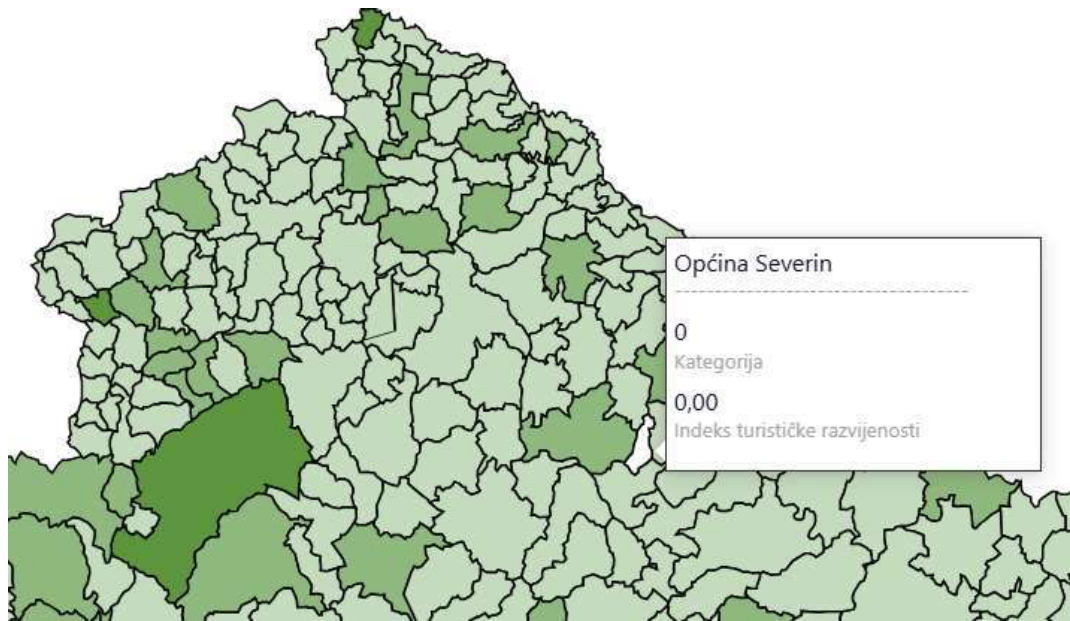 Općina Severin
0
Kategorija
0,00
Indeks turističke razvijenosti